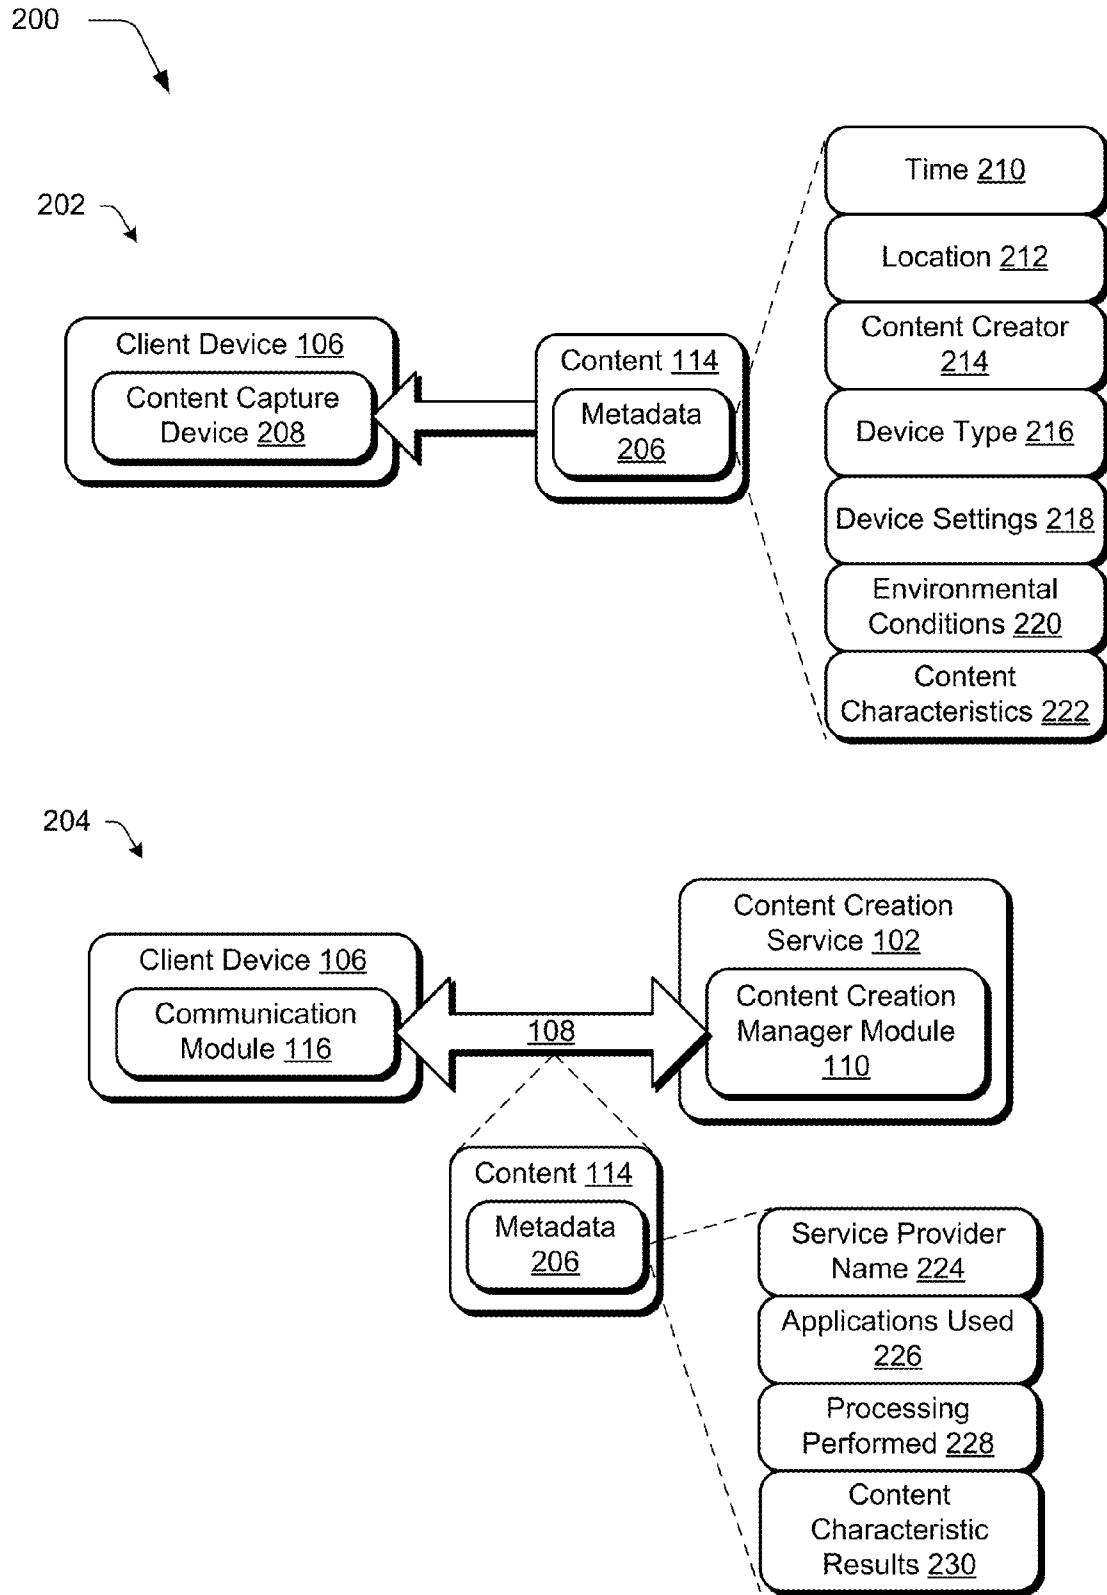 200
202
Time 210
Location 212
Content Creator
214
Device Type 216
Device Settings 218
Environmental
Conditions 220
Content
Characteristics 222
Client Device 106
Content Capture
Device 208
Content 114
Metadata
206
204
Client Device 106
Communication
Module 116
108
Content Creation
Service 102
Content Creation
Manager Module
110
Content 114
Metadata
206
Service Provider
Name 224
Applications Used
226
Processing
Performed 228
Content
Characteristic
Results 230